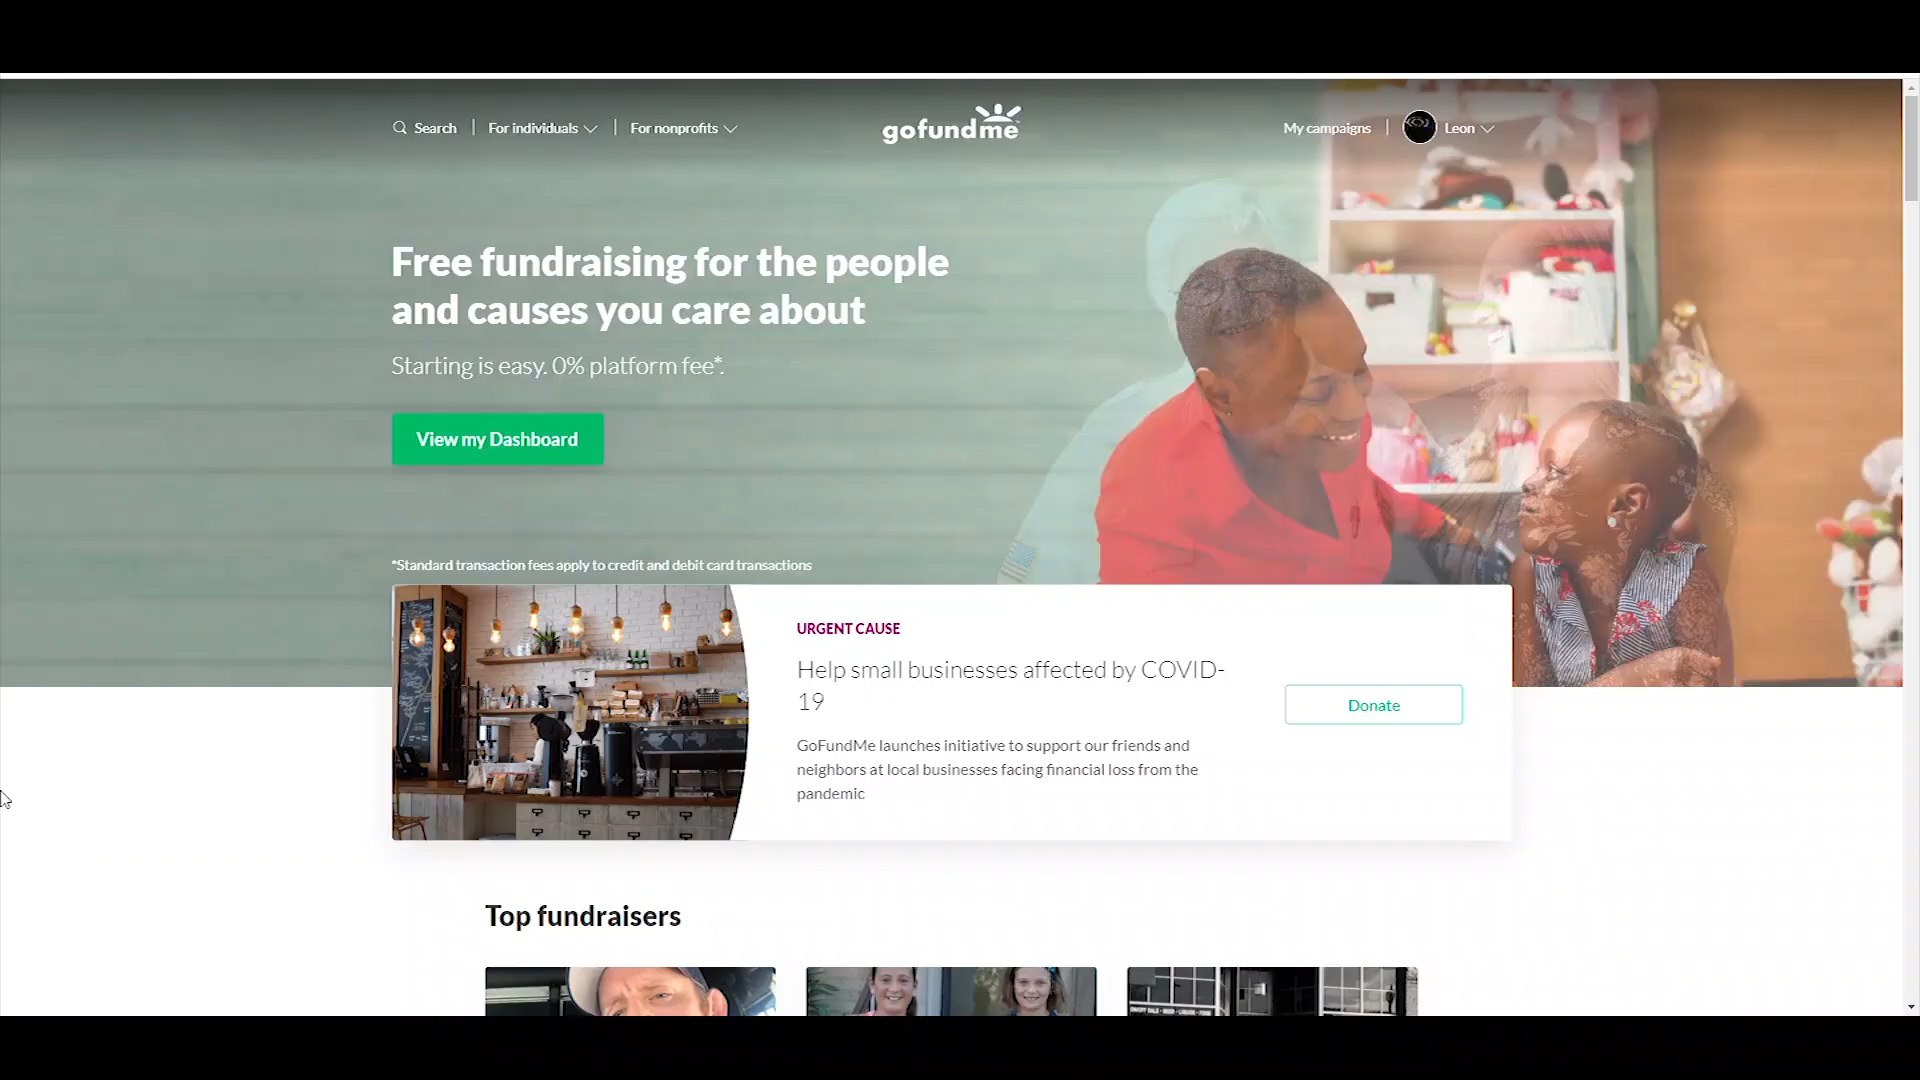 Search
For individuals
For nonprofits
gofundme
My campaigns
Leon
Free fundraising for the people
and causes you care about
Starting is easy. 0% platform fee*.
View my Dashboard
*Standard transaction fees apply to credit and debit card transactions
URGENT CAUSE
Help small businesses affected by COVID-
19
Donate
GoFundMe launches initiative to support our friends and
neighbors at local businesses facing financial loss from the
pandemic
Top fundraisers